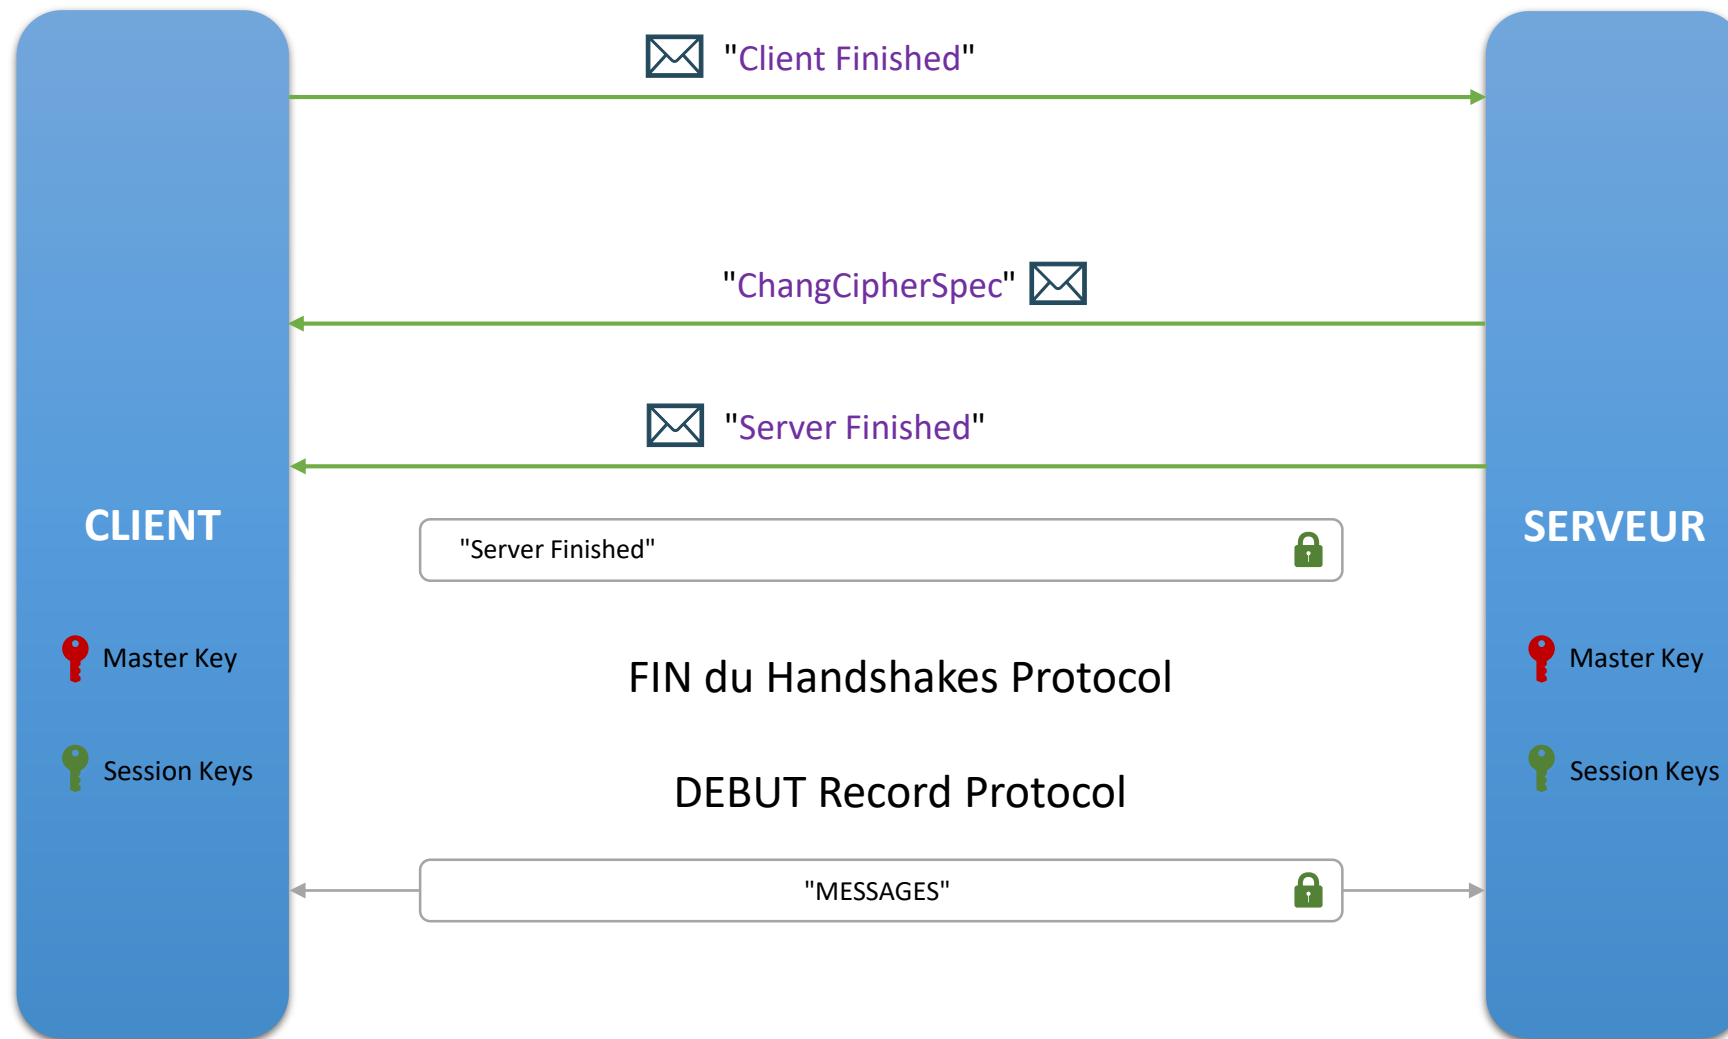 "Client Finished"
"ChangCipherSpec"
"Server Finished"
CLIENT
SERVEUR
"Server Finished"
Master Key
FIN du Handshakes Protocol
Master Key
Session Keys
DEBUT Record Protocol
Session Keys
"MESSAGES"